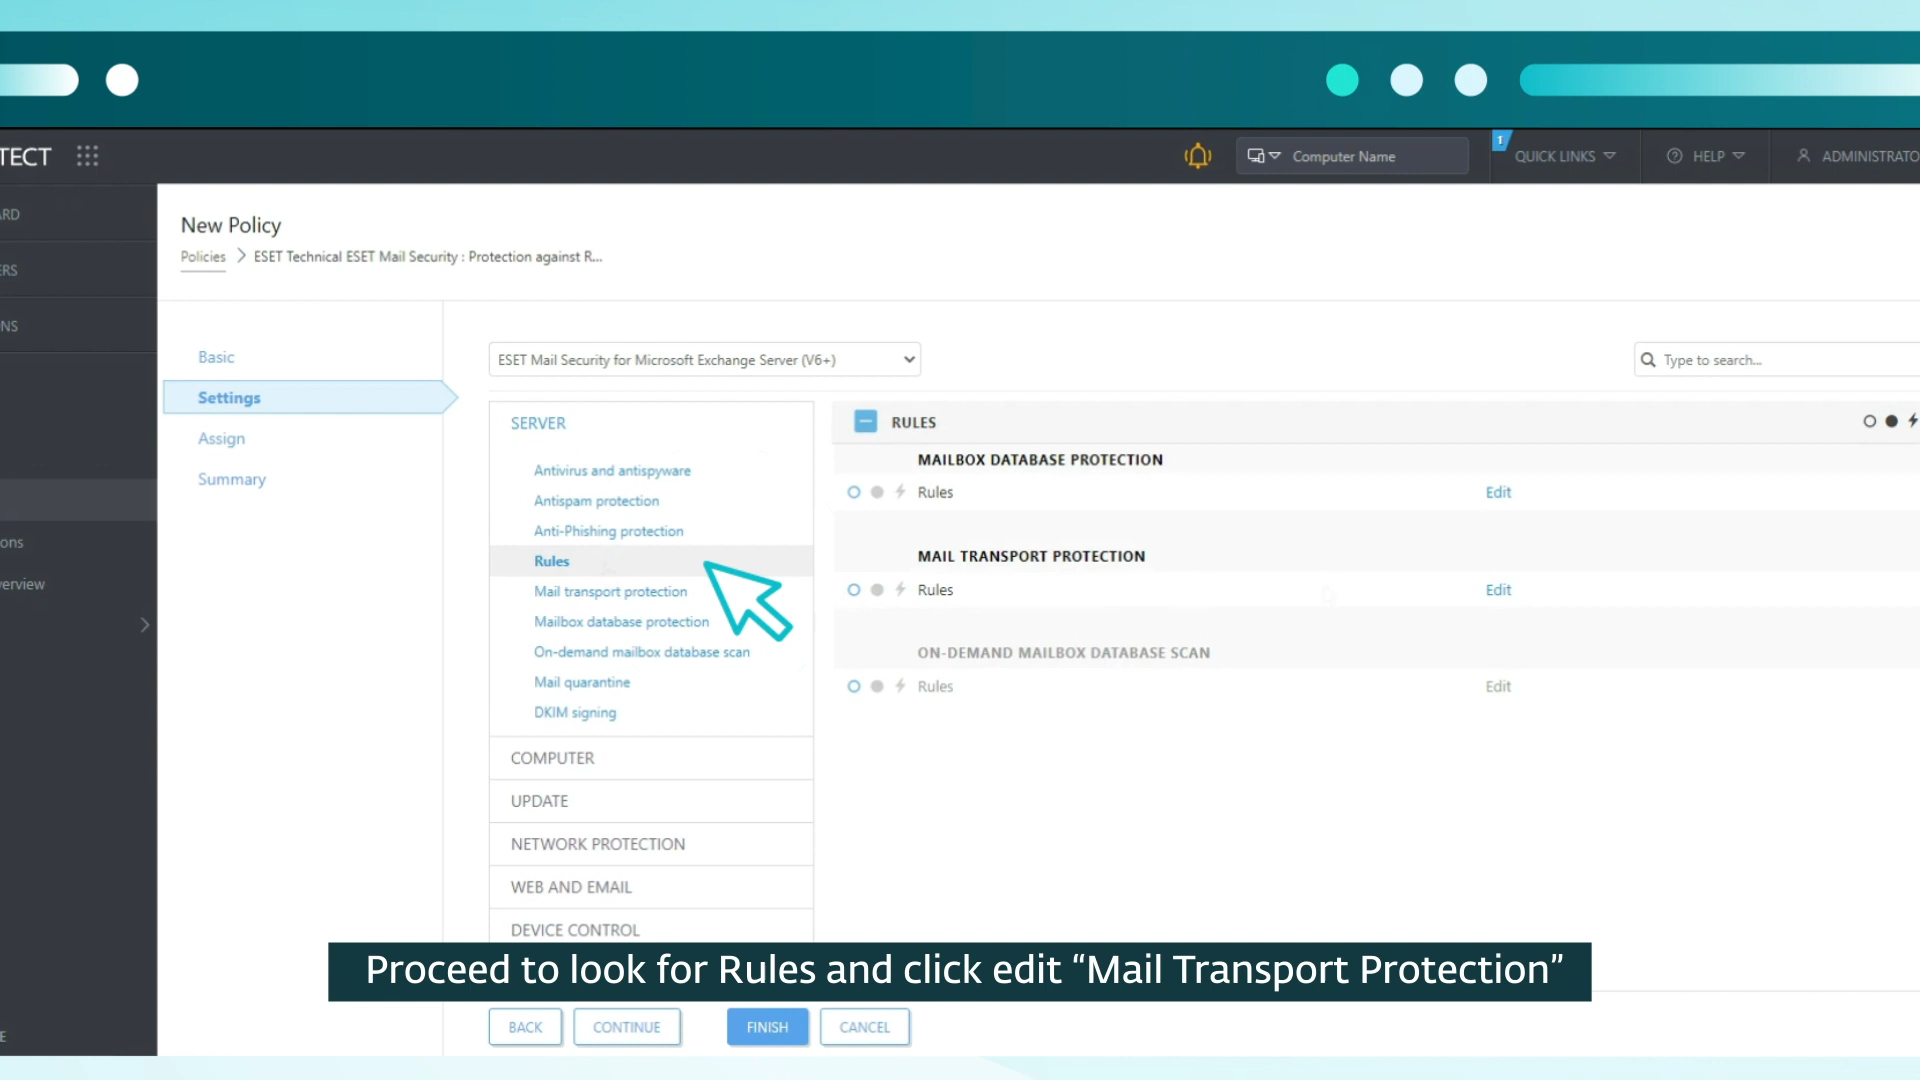 TECT
Computer Name
1
QUICK LINKS
HELP
ADMINISTRATO
ARD
ERS
NS
ons
verview
E
New Policy
Policies > ESET Technical ESET Mail Security : Protection against R...
Basic
Settings
Assign
Summary
ESET Mail Security for Microsoft Exchange Server (V6+)
Type to search...
SERVER
Antivirus and antispyware
Antispam protection
Anti-Phishing protection
Rules
Mail transport protection
Mailbox database protection
On-demand mailbox database scan
Mail quarantine
DKIM signing
COMPUTER
UPDATE
NETWORK PROTECTION
WEB AND EMAIL
DEVICE CONTROL
RULES
MAILBOX DATABASE PROTECTION
Rules Edit
MAIL TRANSPORT PROTECTION
Rules Edit
ON-DEMAND MAILBOX DATABASE SCAN
Rules Edit
Proceed to look for Rules and click edit “Mail Transport Protection”
BACK CONTINUE FINISH CANCEL